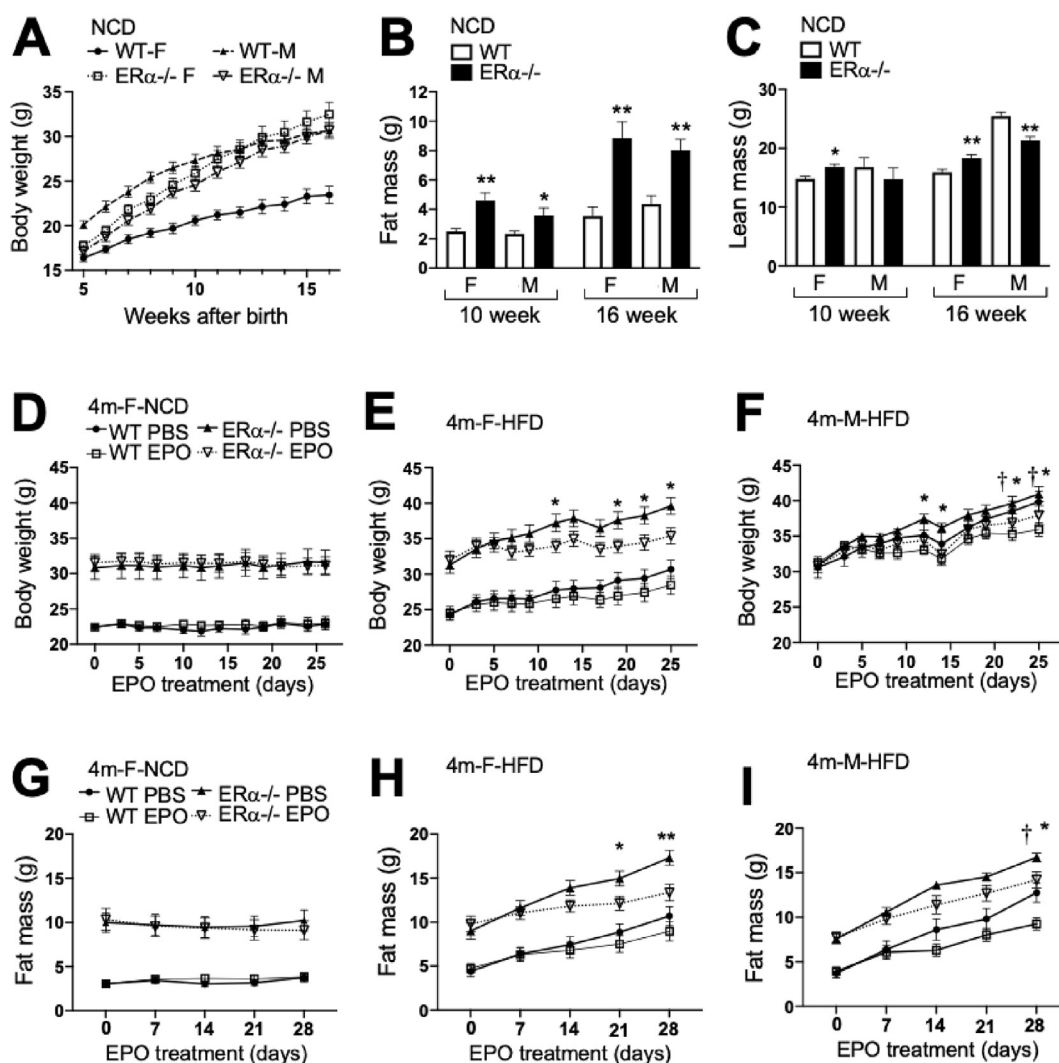 A
NCD
WT-F WT-M
ERα-/- F ERα-/- M
Body weight (g)
35
30
25
20
15
5 10 15
Weeks after birth
B
NCD
WT
ERα-/-
Fat mass (g)
12
10
8
6
4
2
0
** * ** **
F M F M
10 week 16 week
C
NCD
WT
ERα-/-
Lean mass (g)
30
20
10
0
* ** **
F M F M
10 week 16 week
D
4m-F-NCD
WT PBS ERα-/- PBS
WT EPO ERα-/- EPO
Body weight (g)
45
40
35
30
25
20
0 5 10 15 20 25
EPO treatment (days)
E
4m-F-HFD
Body weight (g)
45
40
35
30
25
20
* * * *
0 5 10 15 20 25
EPO treatment (days)
F
4m-M-HFD
Body weight (g)
45
40
35
30
25
20
* * †* †*
0 5 10 15 20 25
EPO treatment (days)
G
4m-F-NCD
WT PBS ERα-/- PBS
WT EPO ERα-/- EPO
Fat mass (g)
20
15
10
5
0
0 7 14 21 28
EPO treatment (days)
H
4m-F-HFD
Fat mass (g)
20
15
10
5
0
* **
0 7 14 21 28
EPO treatment (days)
I
4m-M-HFD
Fat mass (g)
20
15
10
5
0
† *
0 7 14 21 28
EPO treatment (days)